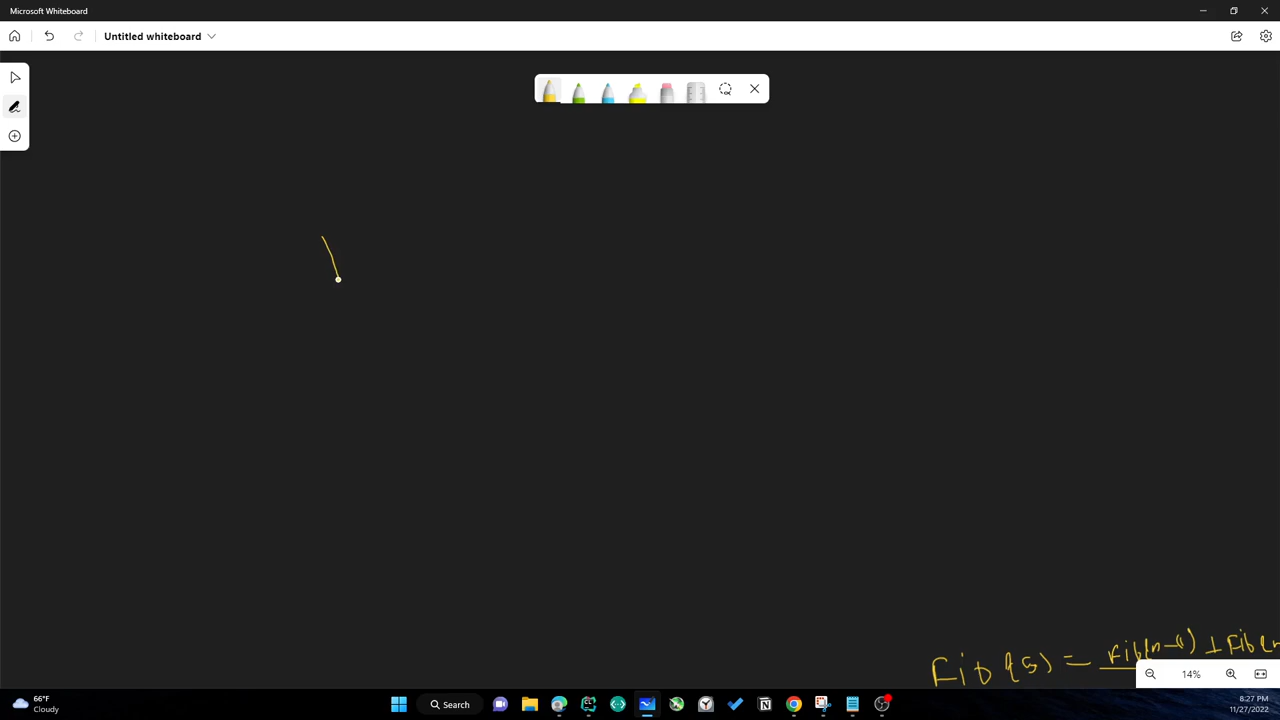 Microsoft Whiteboard
Untitled whiteboard
Fib(5) = Fib(n-1) + Fib(n
14%
66°F
Cloudy
Search
8:27 PM
11/27/2022